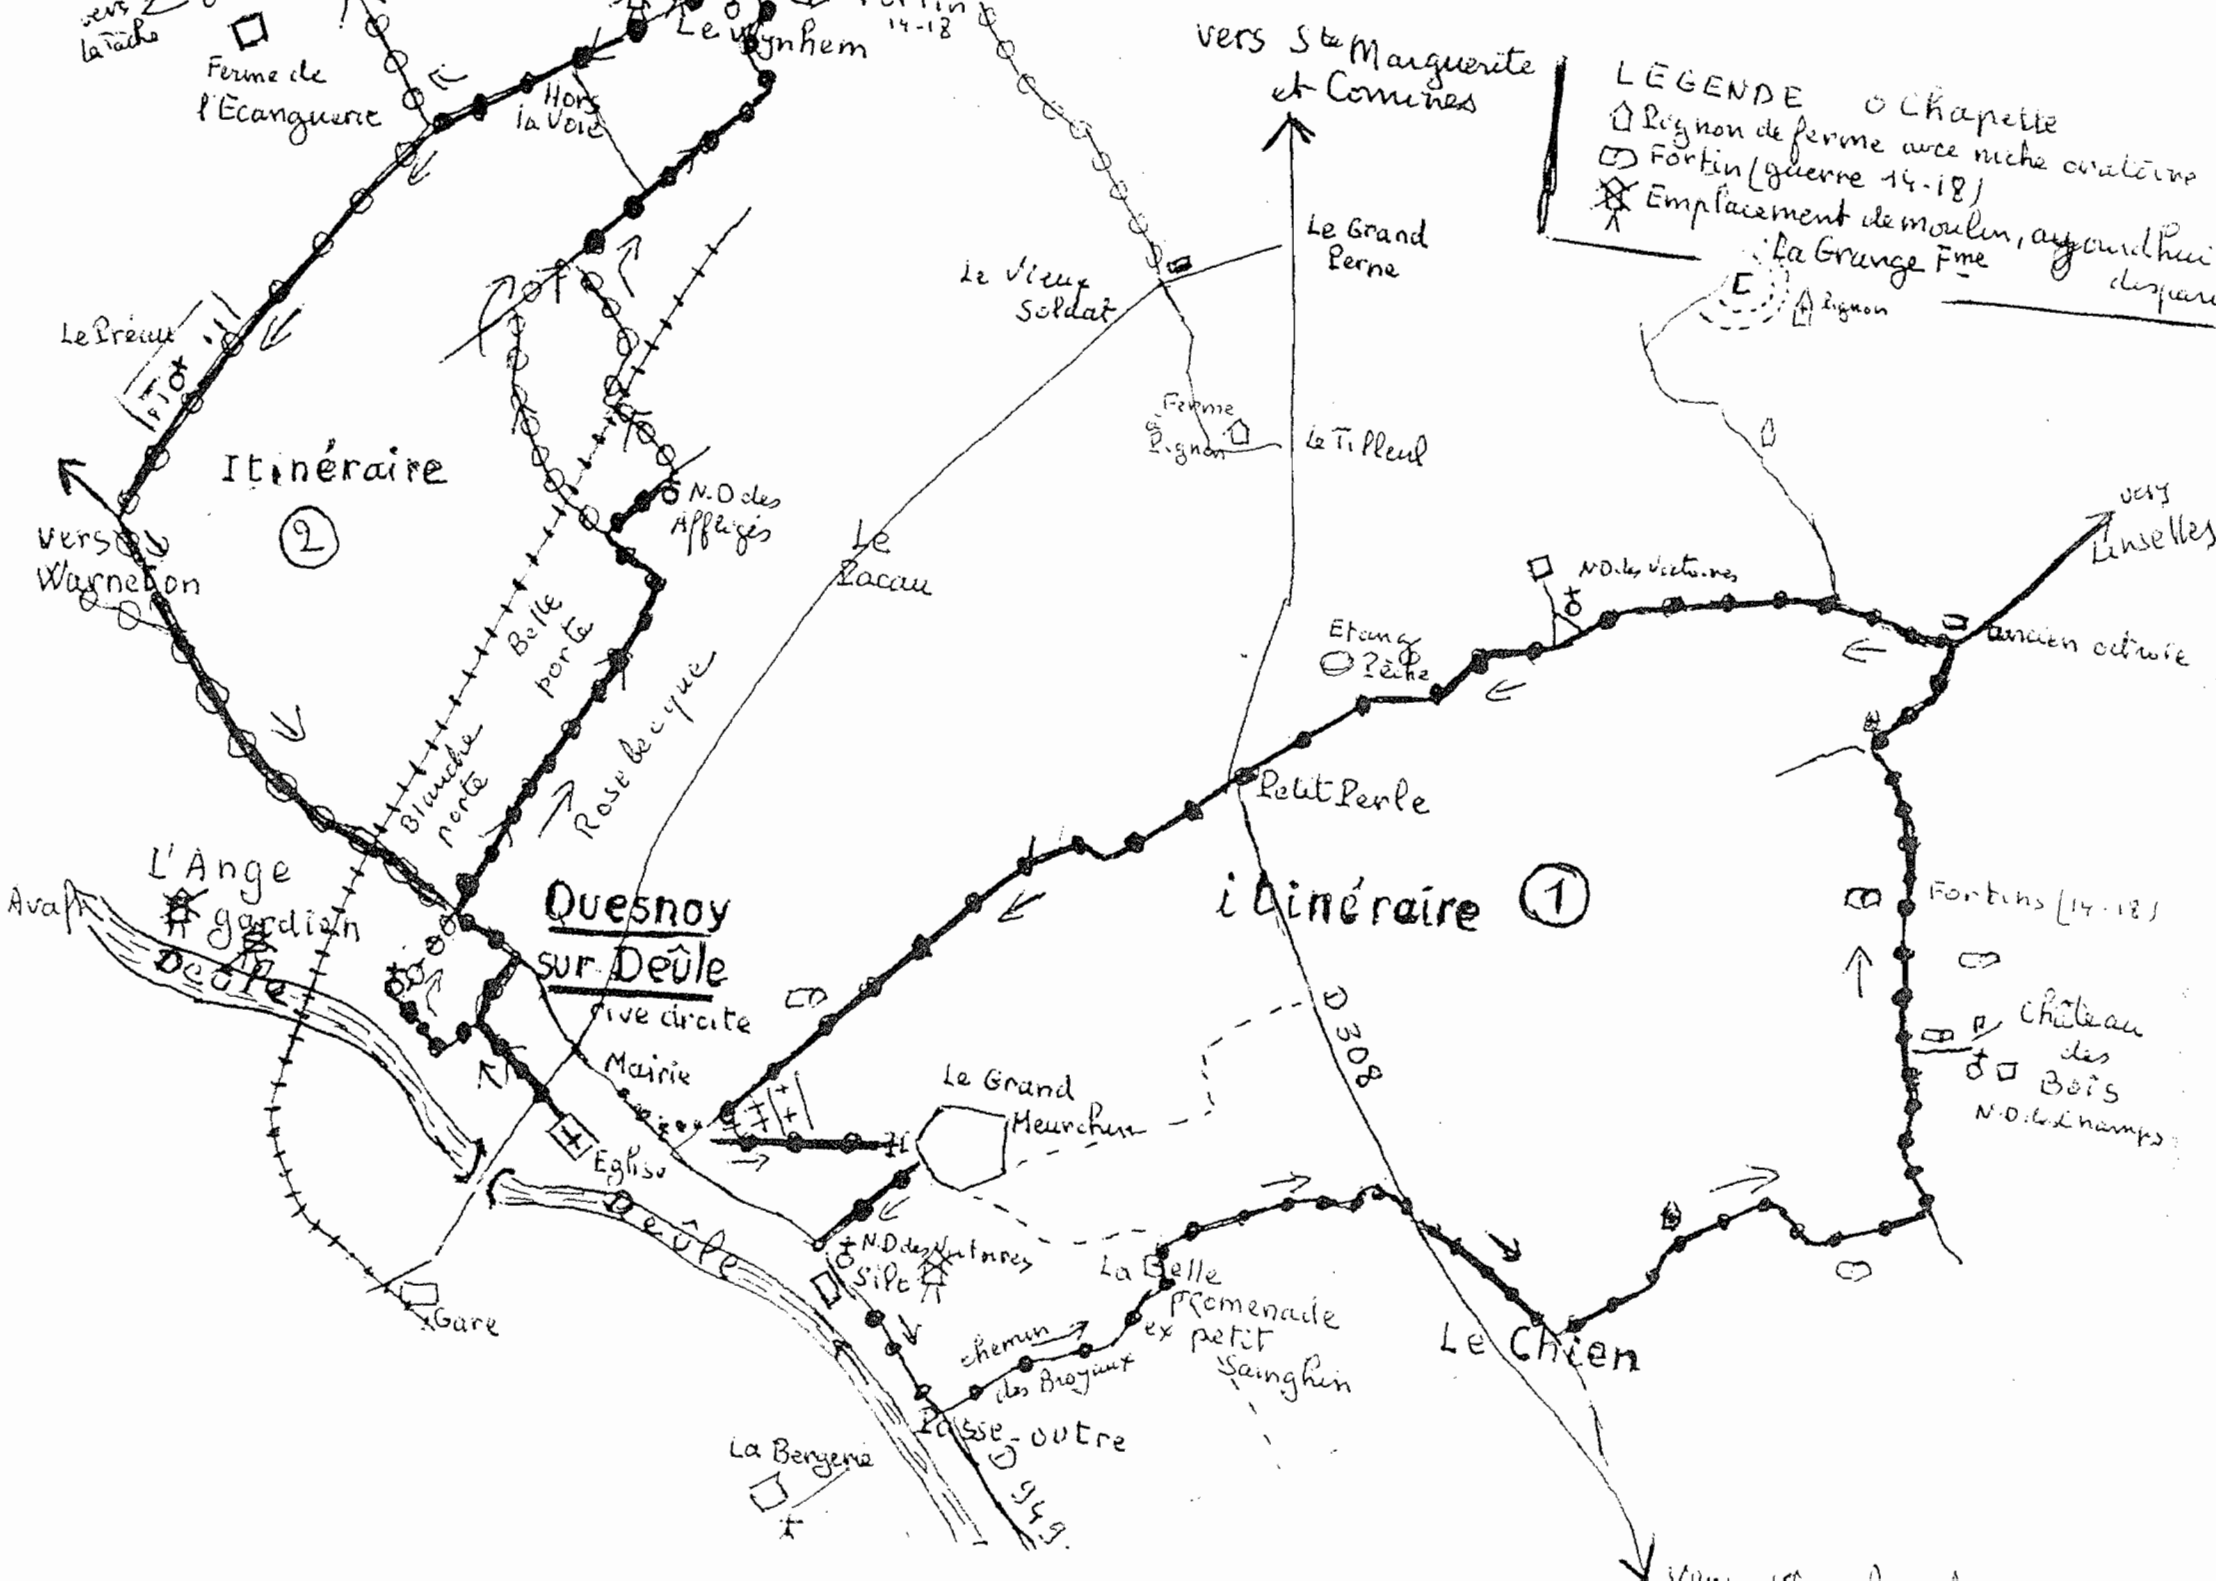 vers
la Tache
Ferme de
l'Ecanguerie
Hors
la Voie
Le Wynhem
14-18
vers Ste Marguerite
et Comines
LEGENDE o Chapelle
Pignon de ferme avec niche oratoire
Fortin (guerre 14-18)
Emplacement de moulin, aujourd'hui
La Grange Fme
Pignon
Le Grand
Perne
Le Vieux
Soldat
Le Préau
Ferme
à
Pignon
Le Tilleul
Itinéraire
2
N.D des
Affligés
vers
Warneton
Le
Pacau
vers
Linselles
N D des Victoires
ancien octroie
Etang
Pêche
Belle
porte
Blanche
porte
Rosebecque
Petit Perle
L'Ange
gardien
Aval
Deûle
Quesnoy
sur Deûle
rive droite
itinéraire 1
Fortins (14-18)
Château
des
Bois
N.D. des champs
Mairie
Eglise
Le Grand
Meurchin
D 308
Deûle
N.D des Victoires
Gare
La Belle
promenade
ex petit
Sainghin
chemin
des Broyaux
Le Chien
Passe-outre
La Bergerie
D 949